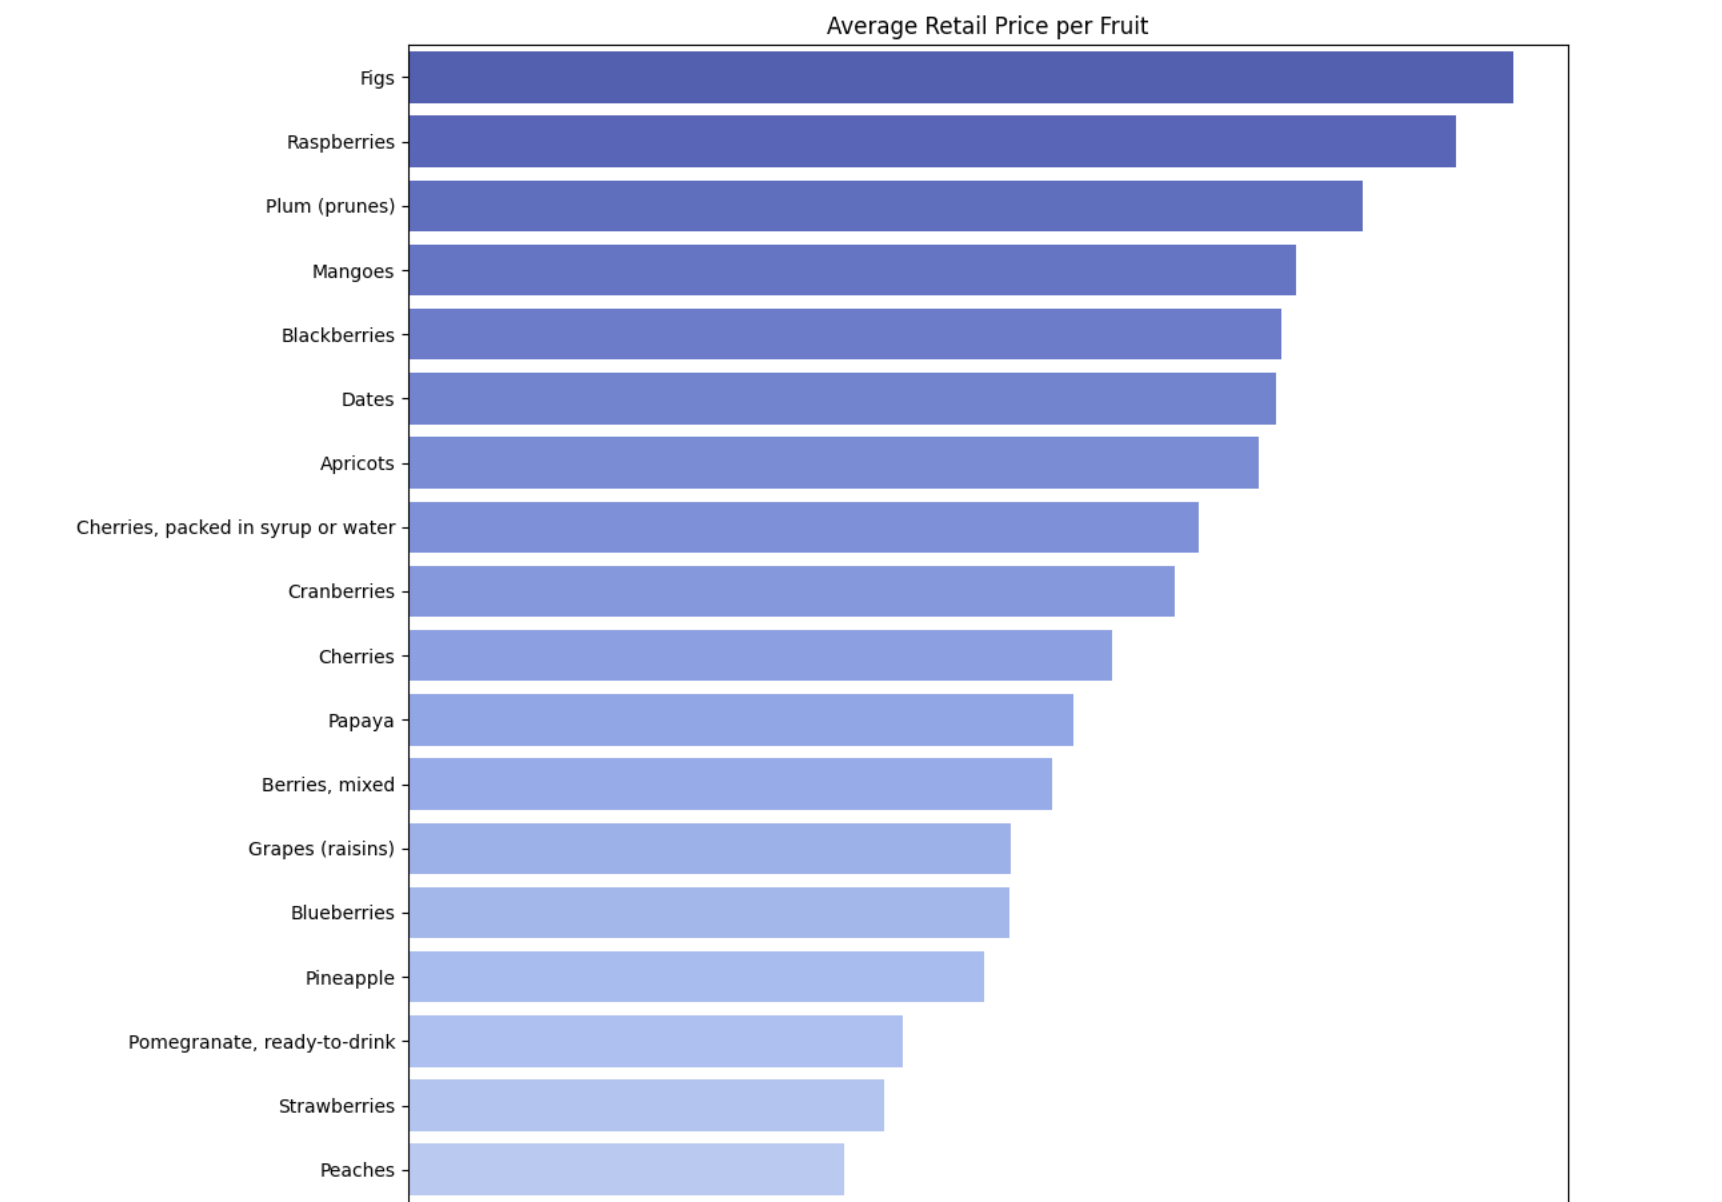 Average Retail Price per Fruit
Figs
Raspberries
Plum (prunes)
Mangoes
Blackberries
Dates
Apricots
Cherries, packed in syrup or water
Cranberries
Cherries
Papaya
Berries, mixed
Grapes (raisins)
Blueberries
Pineapple
Pomegranate, ready-to-drink
Strawberries
Peaches